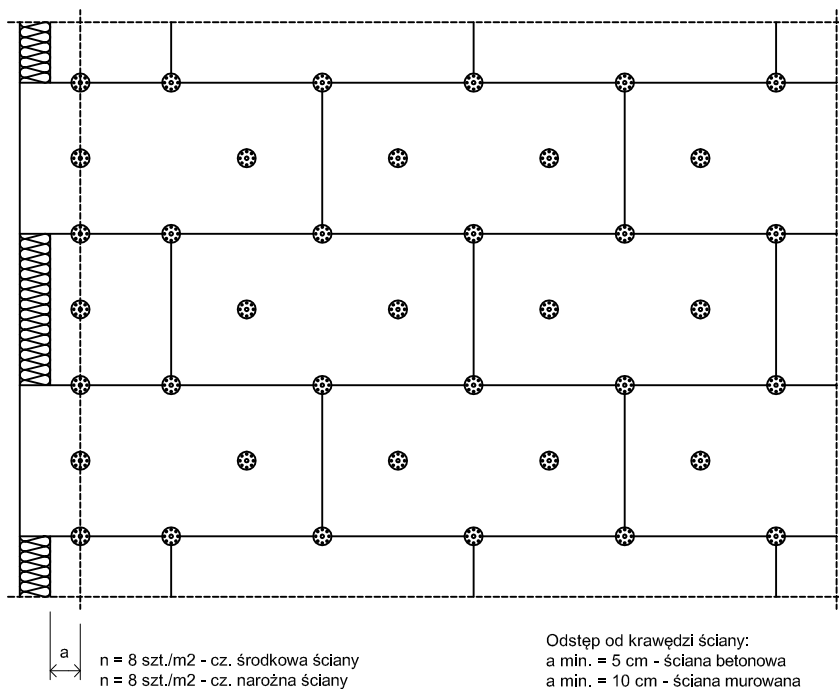 a
n = 8 szt./m2 - cz. środkowa ściany
n = 8 szt./m2 - cz. narożna ściany
Odstęp od krawędzi ściany:
a min. = 5 cm - ściana betonowa
a min. = 10 cm - ściana murowana